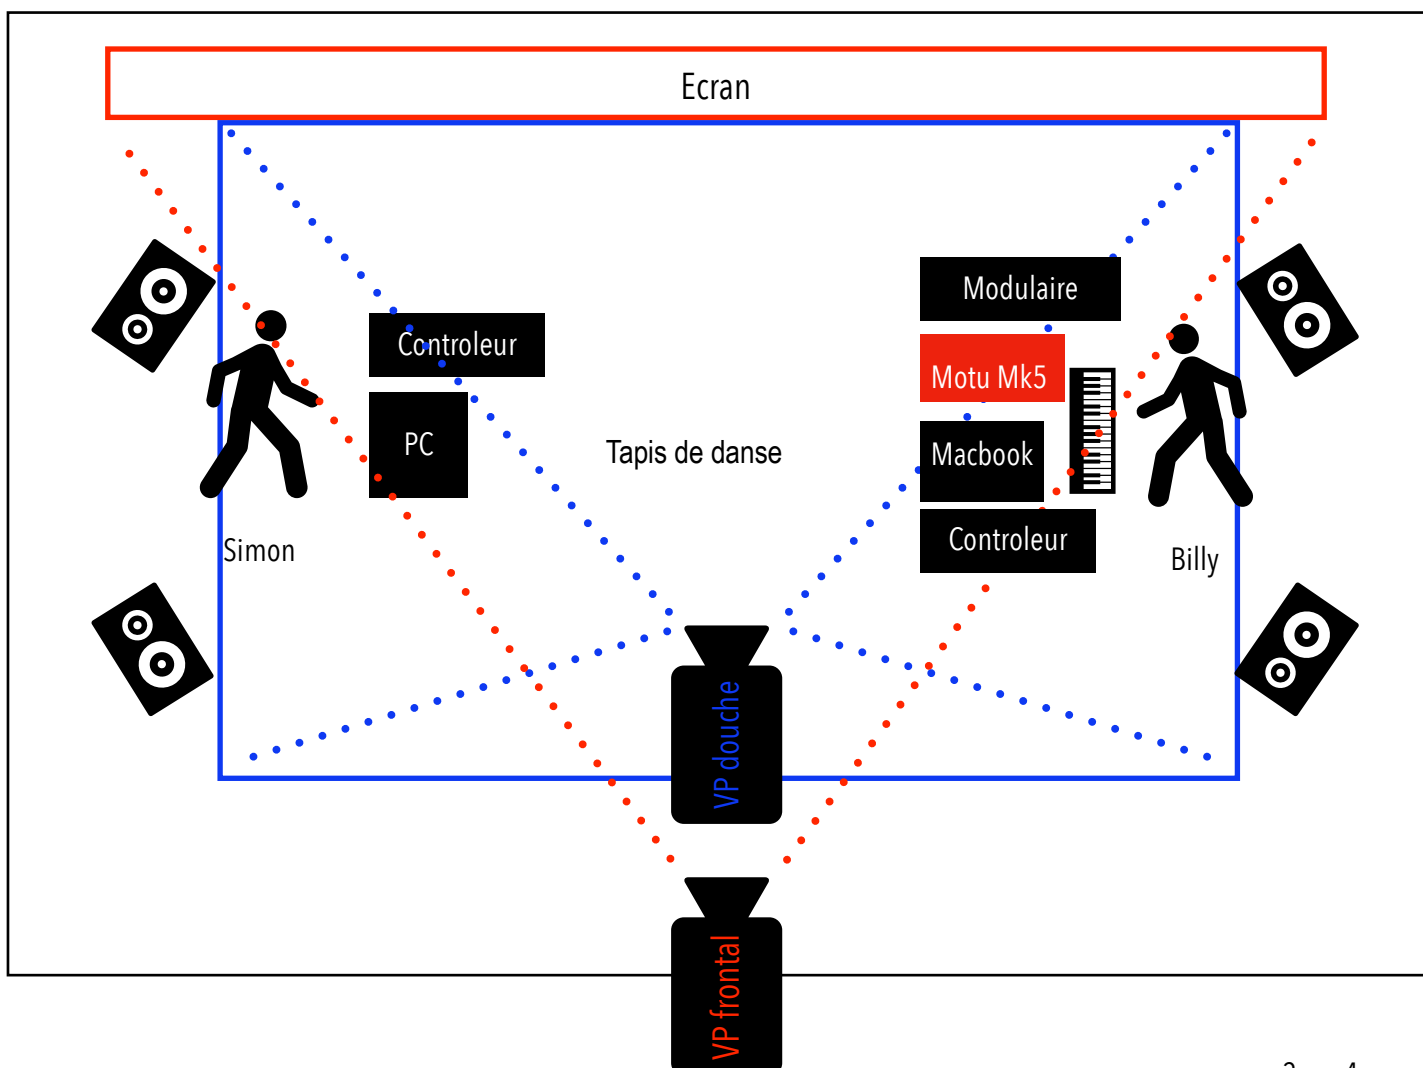 Ecran
Modulaire
Controleur
Motu Mk5
PC
Tapis de danse
Macbook
Controleur
Simon
Billy
VP douche
VP frontal